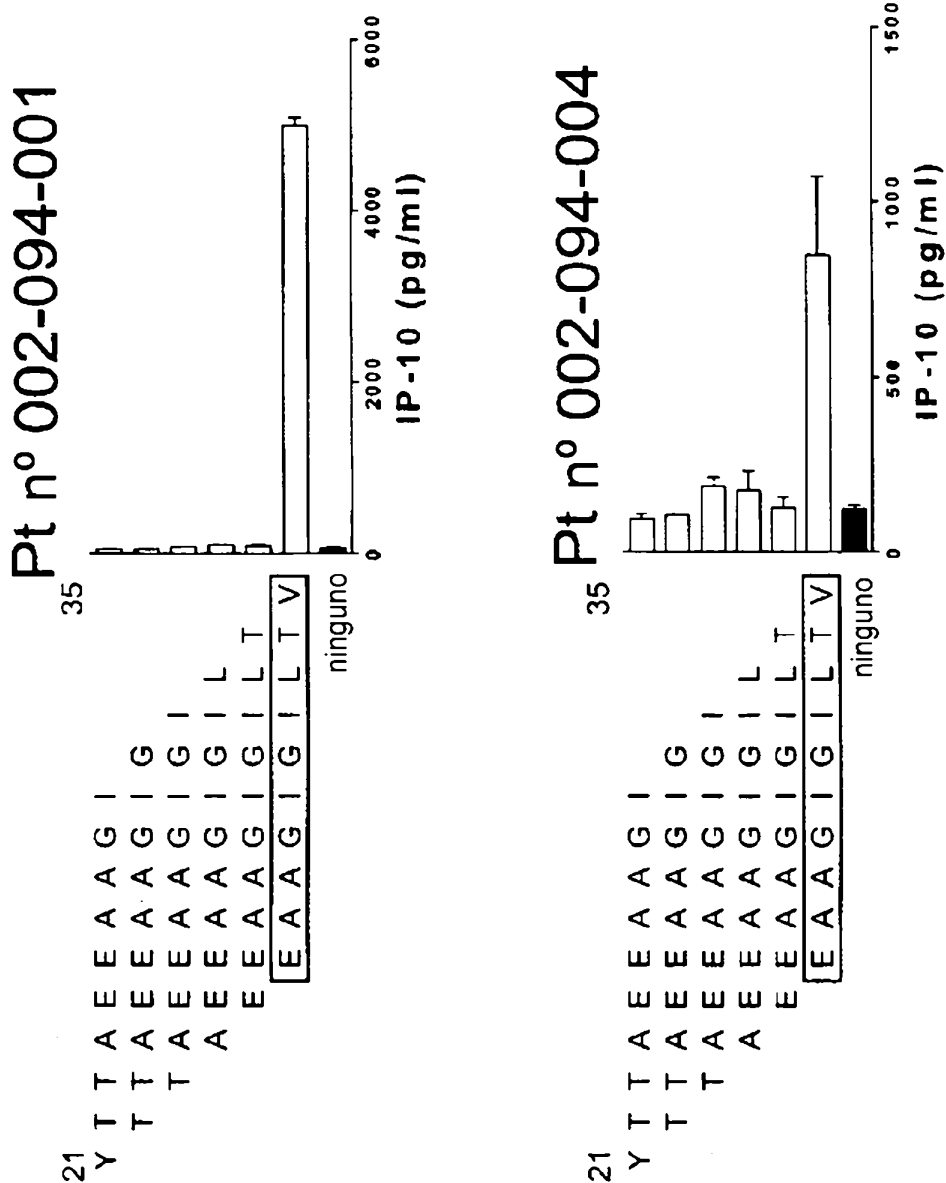 Pt nº 002-094-001
21
35
Y T T A E E A A G I
T T A E E A A G I G
T A E E A A G I G I
A E E A A G I G I L
E E A A G I G I L T
E A A G I G I L T V
ninguno
0 2000 4000 6000
IP-10 (pg/ml)
Pt nº 002-094-004
21
35
Y T T A E E A A G I
T T A E E A A G I G
T A E E A A G I G I
A E E A A G I G I L
E E A A G I G I L T
E A A G I G I L T V
ninguno
0 500 1000 1500
IP-10 (pg/ml)